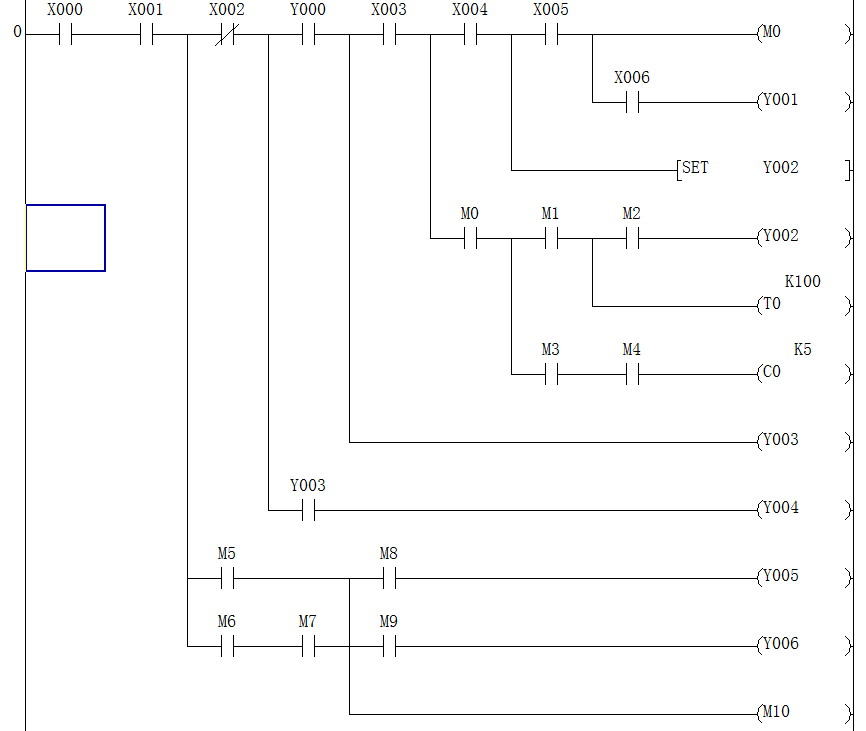 X000 X001 X002 Y000 X003 X004 X005
0 M0
X006
Y001
SET Y002
M0 M1 M2
Y002
K100
T0
M3 M4 K5
C0
Y003
Y003
Y004
M5 M8
Y005
M6 M7 M9
Y006
M10